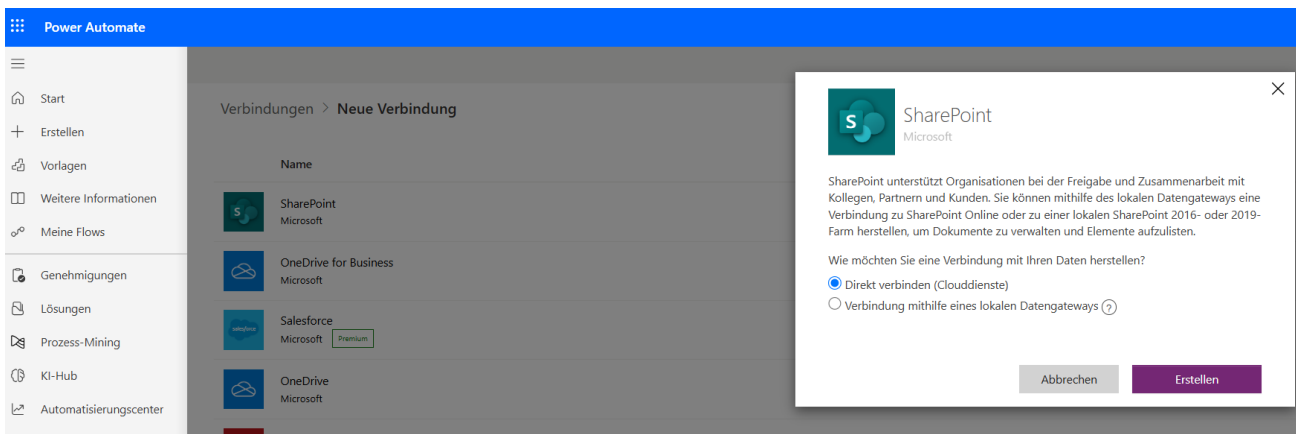 Power Automate
Start
Erstellen
Vorlagen
Weitere Informationen
Meine Flows
Genehmigungen
Lösungen
Prozess-Mining
KI-Hub
Automatisierungscenter
Verbindungen > Neue Verbindung
Name
S
SharePoint
Microsoft
OneDrive for Business
Microsoft
salesforce
Salesforce
Microsoft Premium
OneDrive
Microsoft
S
SharePoint
Microsoft
SharePoint unterstützt Organisationen bei der Freigabe und Zusammenarbeit mit
Kollegen, Partnern und Kunden. Sie können mithilfe des lokalen Datengateways eine
Verbindung zu SharePoint Online oder zu einer lokalen SharePoint 2016- oder 2019-
Farm herstellen, um Dokumente zu verwalten und Elemente aufzulisten.
Wie möchten Sie eine Verbindung mit Ihren Daten herstellen?
Direkt verbinden (Clouddienste)
Verbindung mithilfe eines lokalen Datengateways ?
Abbrechen Erstellen